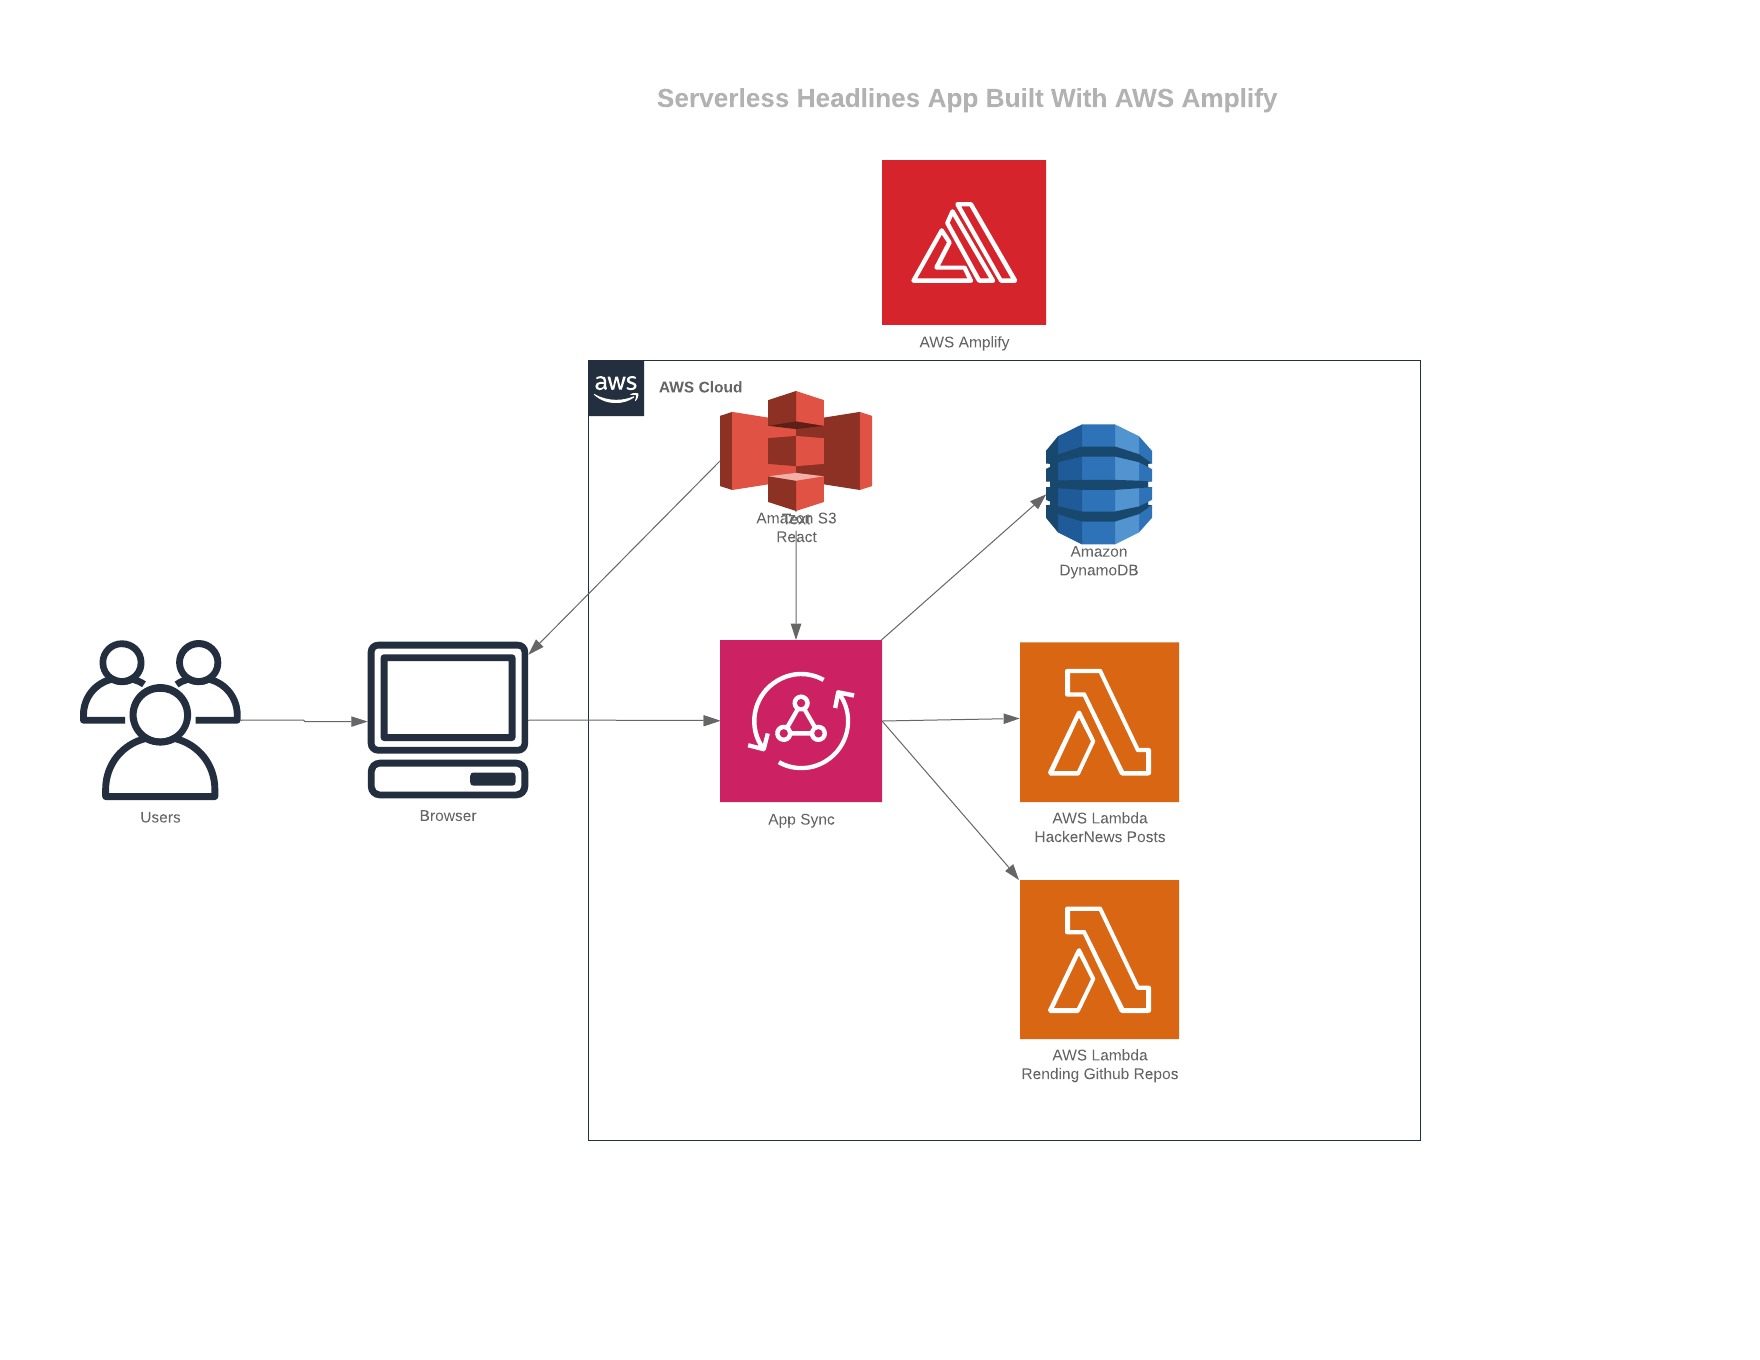 Serverless Headlines App Built With AWS Amplify
AWS Amplify
aws
AWS Cloud
Amazon S3
Text
React
Amazon
DynamoDB
Users
Browser
App Sync
AWS Lambda
HackerNews Posts
AWS Lambda
Rending Github Repos